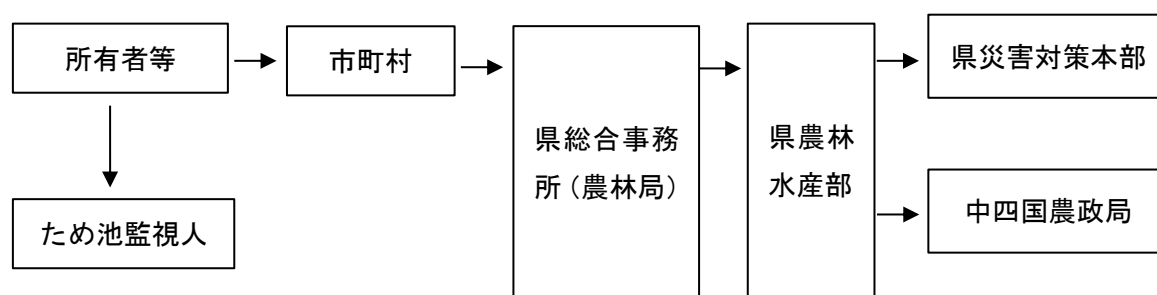 所有者等
市町村
県総合事務
所（農林局）
県農林
水産部
県災害対策本部
ため池監視人
中四国農政局